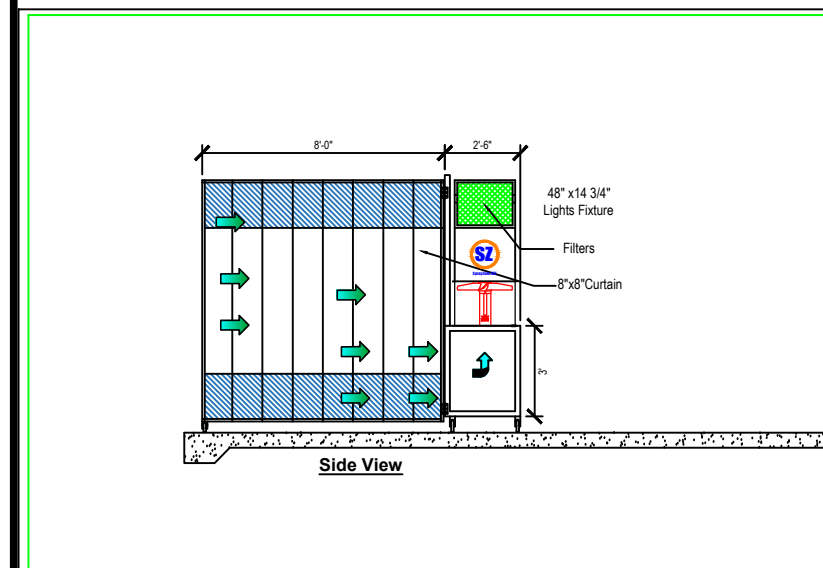 8'-0"
2'-6"
48" x14 3/4"
Lights Fixture
Filters
SZ
8"x8"Curtain
3'
Side View